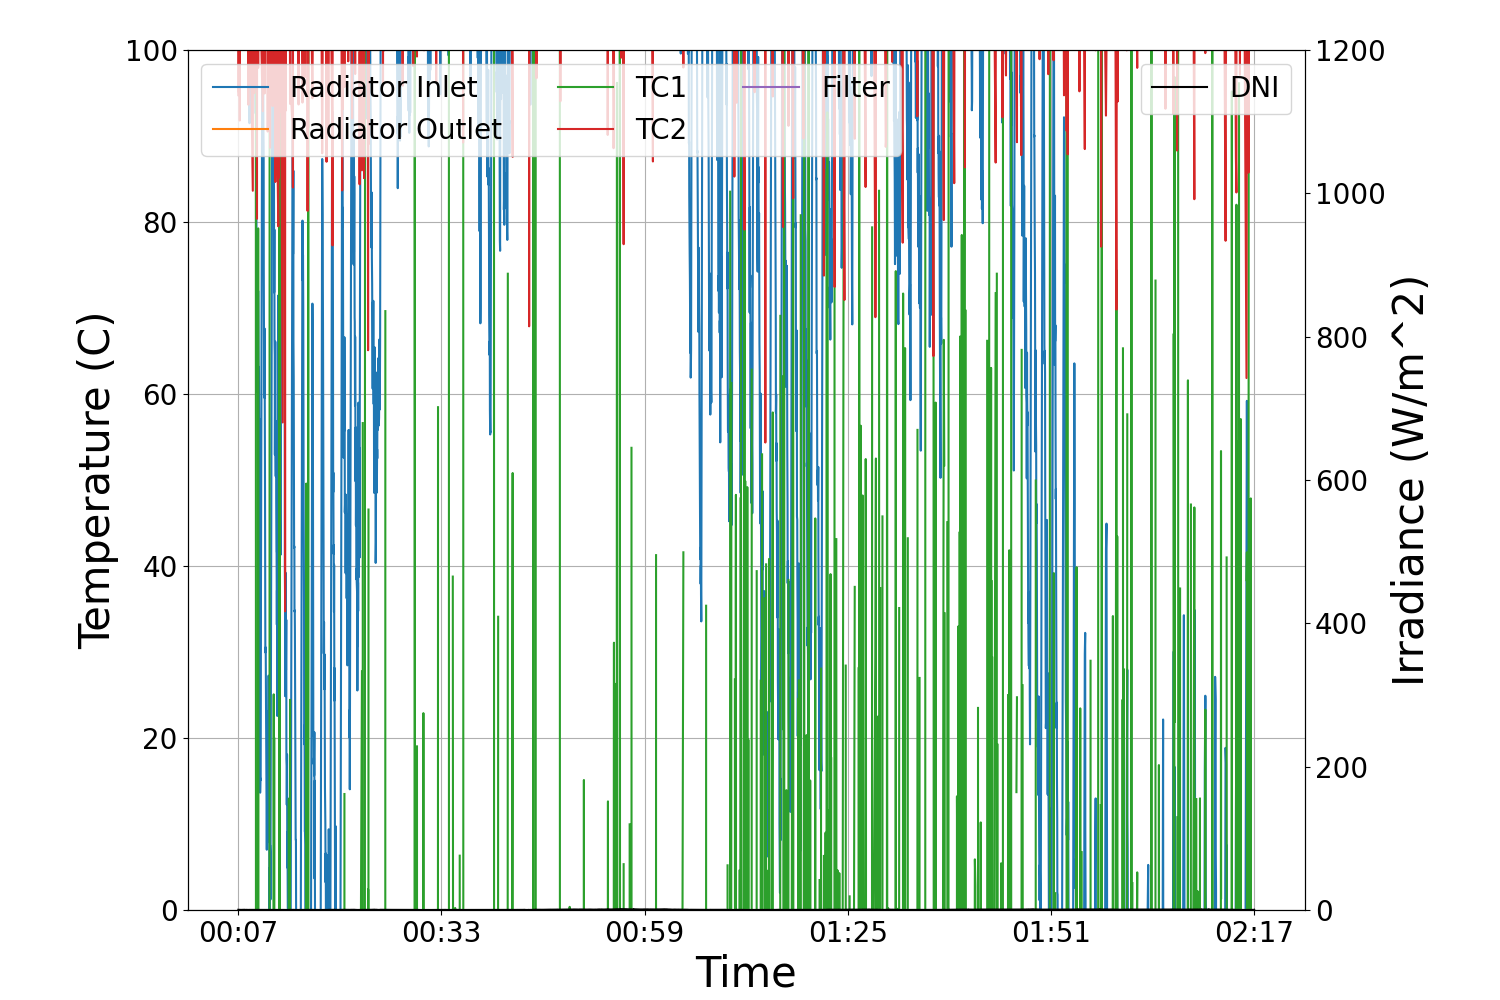 100
80
60
40
20
0
Temperature (C)
Radiator Inlet
Radiator Outlet
TC1
TC2
Filter
DNI
1200
1000
800
600
400
200
0
Irradiance (W/m^2)
00:07 00:33 00:59 01:25 01:51 02:17
Time